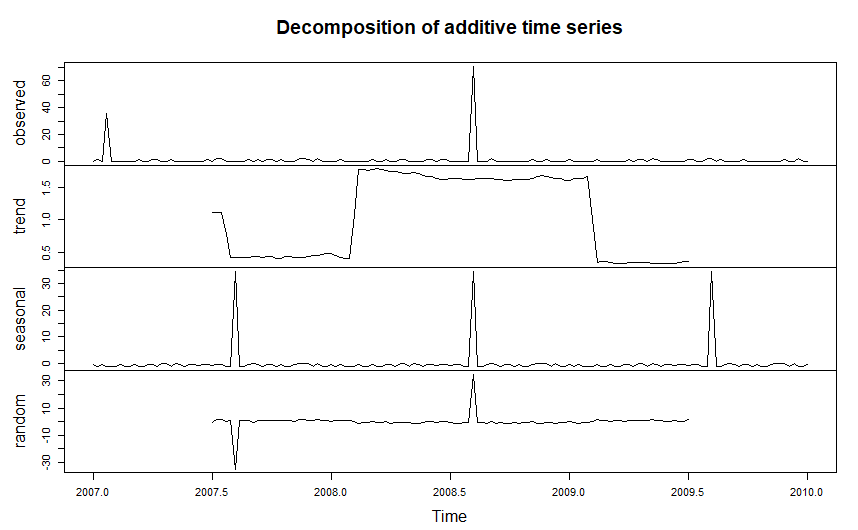 Decomposition of additive time series
observed
0 20 40 60
trend
0.5 1.0 1.5
seasonal
0 10 20 30
random
-30 -10 10 30
2007.0 2007.5 2008.0 2008.5 2009.0 2009.5 2010.0
Time